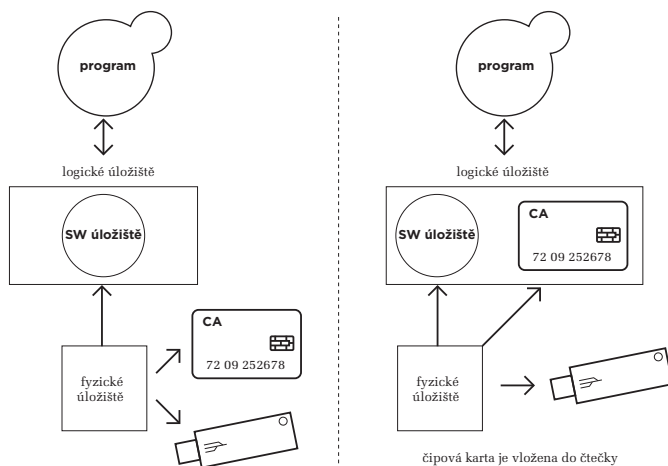 program
logické úložiště
SW úložiště
CA
72 09 252678
fyzické
úložiště
program
logické úložiště
SW úložiště
CA
72 09 252678
fyzické
úložiště
čipová karta je vložena do čtečky